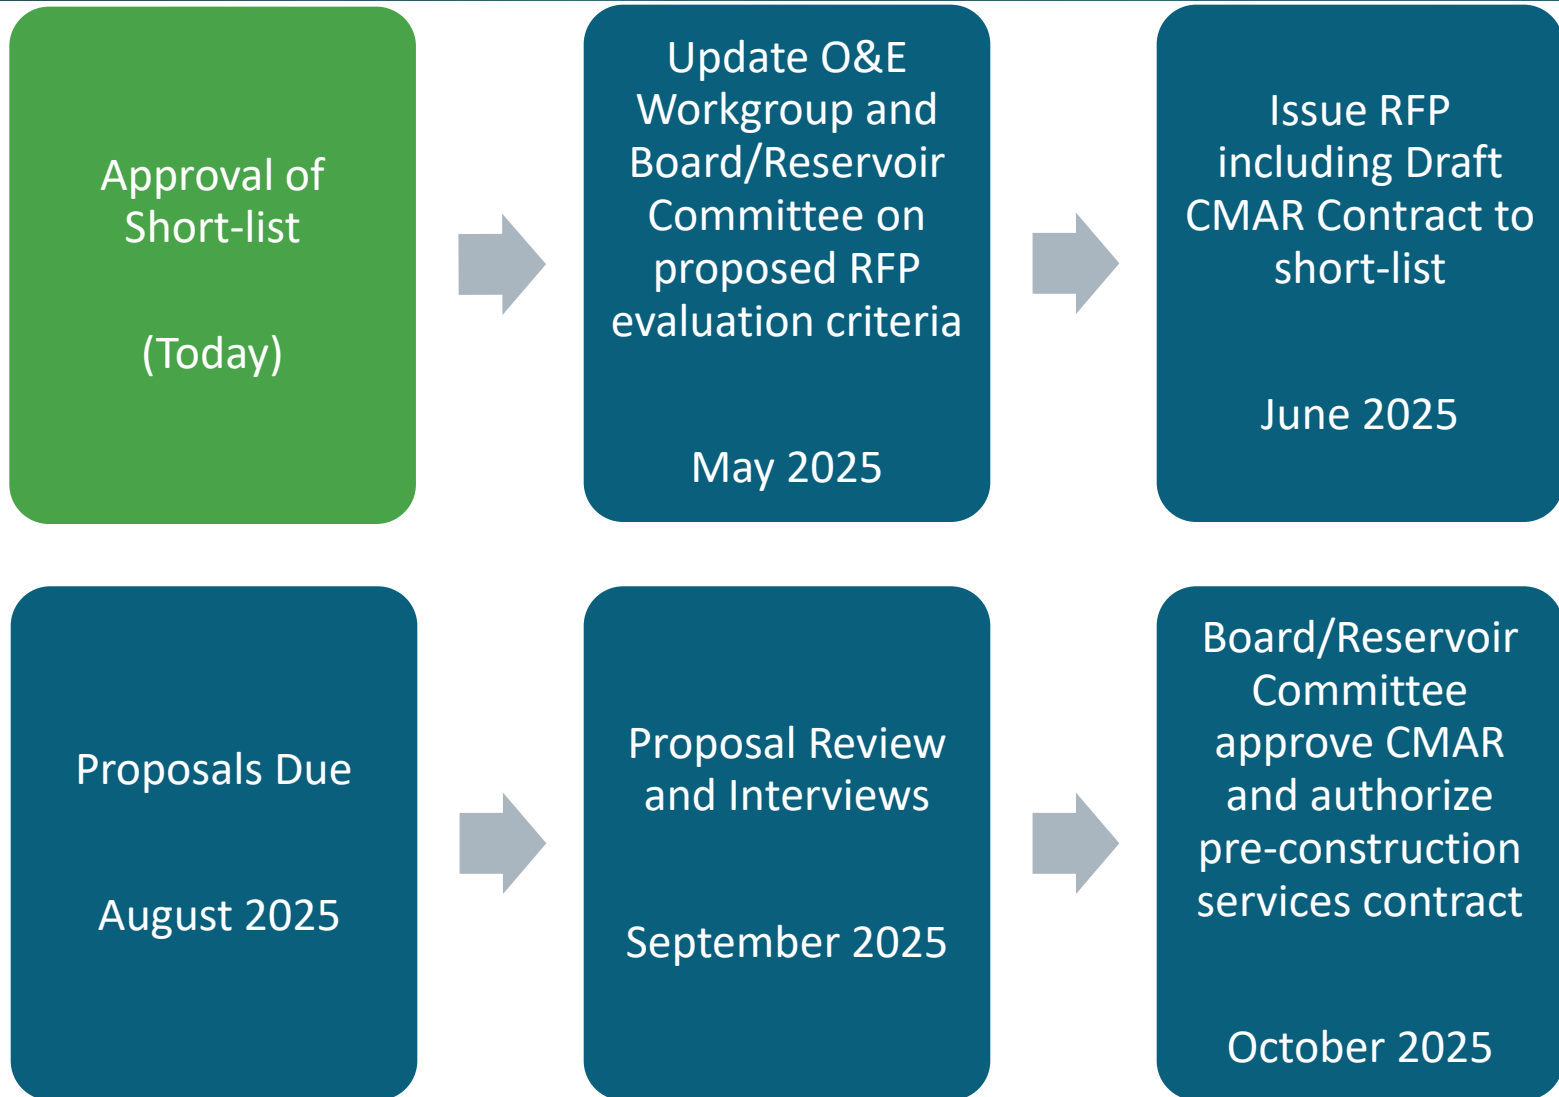 Approval of
Short-list
(Today)
Update O&E
Workgroup and
Board/Reservoir
Committee on
proposed RFP
evaluation criteria
May 2025
Issue RFP
including Draft
CMAR Contract to
short-list
June 2025
Proposals Due
August 2025
Proposal Review
and Interviews
September 2025
Board/Reservoir
Committee
approve CMAR
and authorize
pre-construction
services contract
October 2025